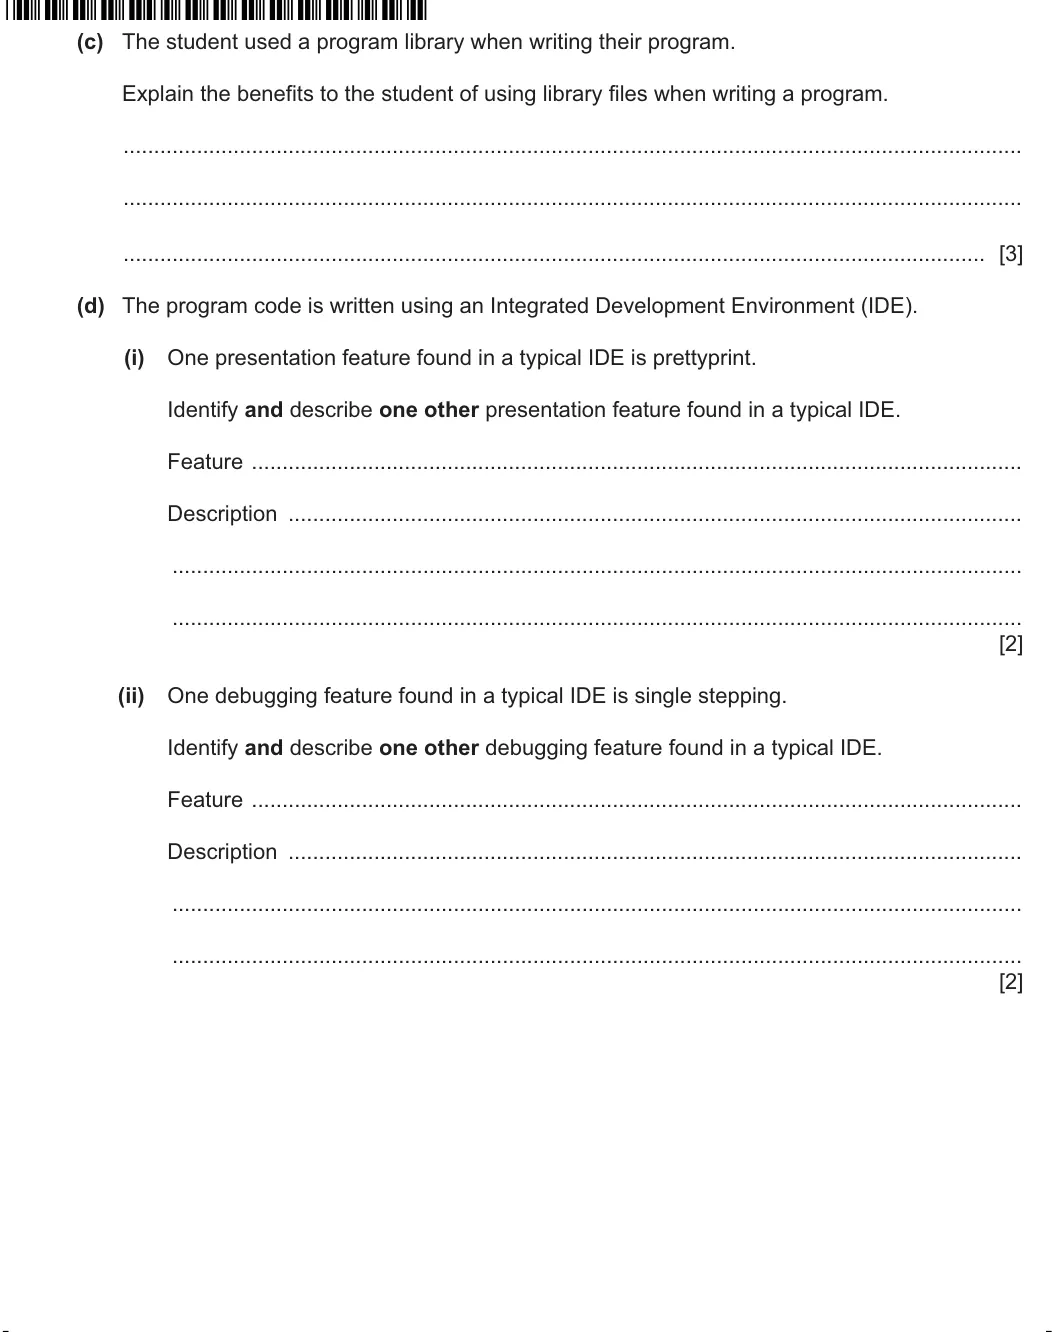 (c) The student used a program library when writing their program.
Explain the benefits to the student of using library files when writing a program.
....................................................................................................................................................
....................................................................................................................................................
.............................................................................................................................................. [3]
(d) The program code is written using an Integrated Development Environment (IDE).
(i) One presentation feature found in a typical IDE is prettyprint.
Identify and describe one other presentation feature found in a typical IDE.
Feature ...............................................................................................................................
Description .........................................................................................................................
............................................................................................................................................
............................................................................................................................................
[2]
(ii) One debugging feature found in a typical IDE is single stepping.
Identify and describe one other debugging feature found in a typical IDE.
Feature ...............................................................................................................................
Description .........................................................................................................................
............................................................................................................................................
............................................................................................................................................
[2]